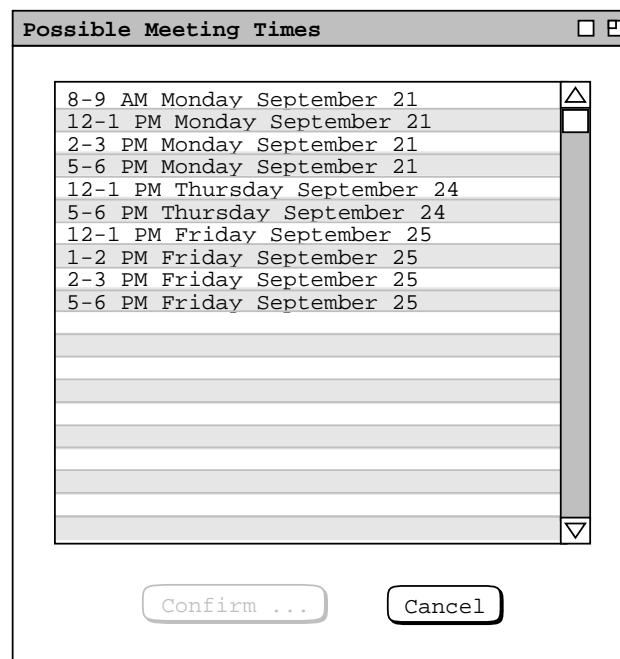 Possible Meeting Times
8-9 AM Monday September 21
12-1 PM Monday September 21
2-3 PM Monday September 21
5-6 PM Monday September 21
12-1 PM Thursday September 24
5-6 PM Thursday September 24
12-1 PM Friday September 25
1-2 PM Friday September 25
2-3 PM Friday September 25
5-6 PM Friday September 25
Confirm ...
Cancel